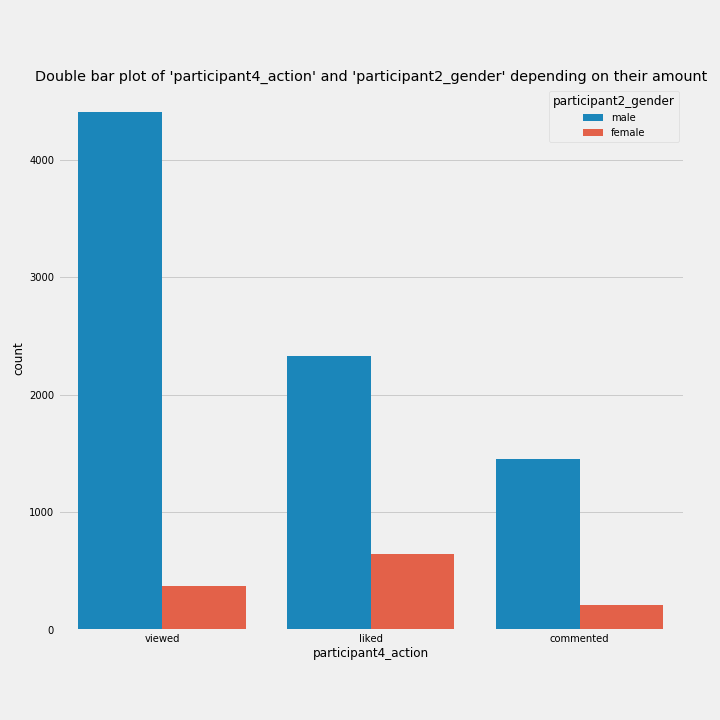 Double bar plot of 'participant4_action' and 'participant2_gender' depending on their amount
participant2_gender
male
female
4000
3000
2000
1000
0
count
viewed
liked
commented
participant4_action